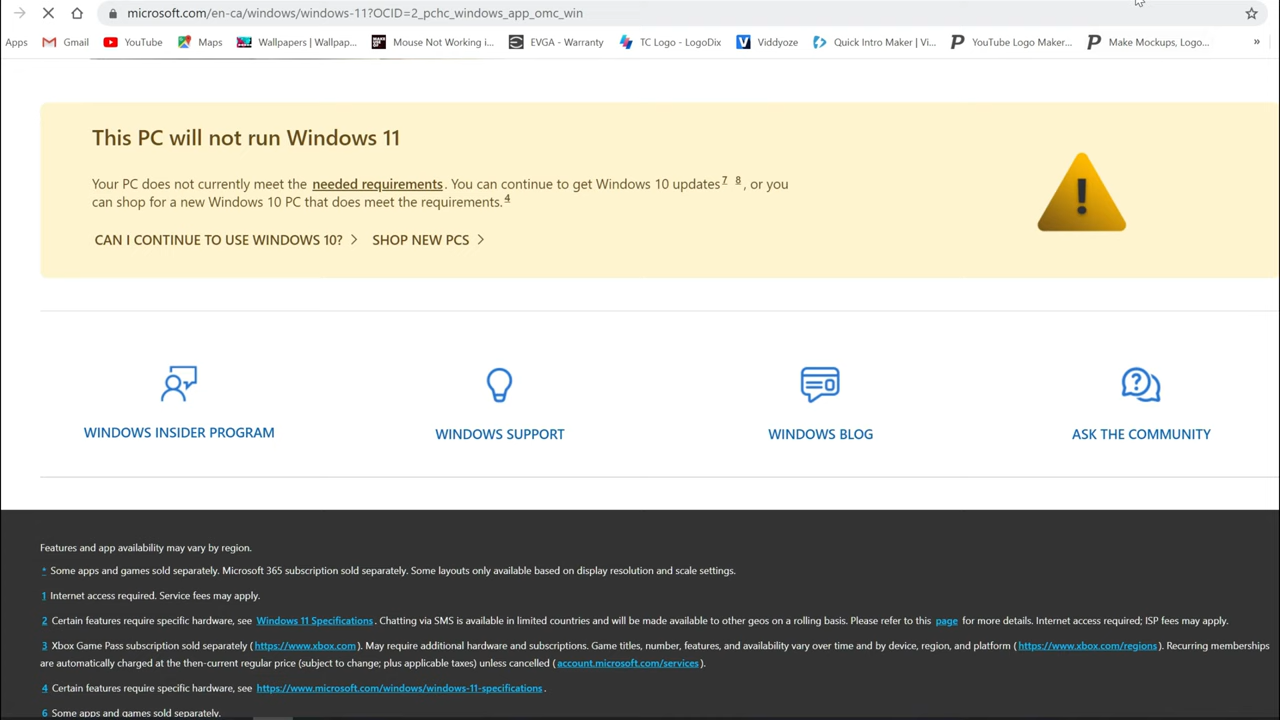 microsoft.com/en-ca/windows/windows-11?OCID=2_pchc_windows_app_omc_win
Apps Gmail YouTube Maps Wallpapers | Wallpap... Mouse Not Working i... EVGA - Warranty TC Logo - LogoDix Viddyoze Quick Intro Maker | Vi... YouTube Logo Maker... Make Mockups, Logo... »
This PC will not run Windows 11
Your PC does not currently meet the needed requirements. You can continue to get Windows 10 updates 7 8, or you
can shop for a new Windows 10 PC that does meet the requirements. 4
CAN I CONTINUE TO USE WINDOWS 10? > SHOP NEW PCS >
WINDOWS INSIDER PROGRAM WINDOWS SUPPORT WINDOWS BLOG ASK THE COMMUNITY
Features and app availability may vary by region.
* Some apps and games sold separately. Microsoft 365 subscription sold separately. Some layouts only available based on display resolution and scale settings.
1 Internet access required. Service fees may apply.
2 Certain features require specific hardware, see Windows 11 Specifications. Chatting via SMS is available in limited countries and will be made available to other geos on a rolling basis. Please refer to this page for more details. Internet access required; ISP fees may apply.
3 Xbox Game Pass subscription sold separately (https://www.xbox.com). May require additional hardware and subscriptions. Game titles, number, features, and availability vary over time and by device, region, and platform (https://www.xbox.com/regions). Recurring memberships
are automatically charged at the then-current regular price (subject to change; plus applicable taxes) unless cancelled (account.microsoft.com/services).
4 Certain features require specific hardware, see https://www.microsoft.com/windows/windows-11-specifications.
6 Some apps and games sold separately.